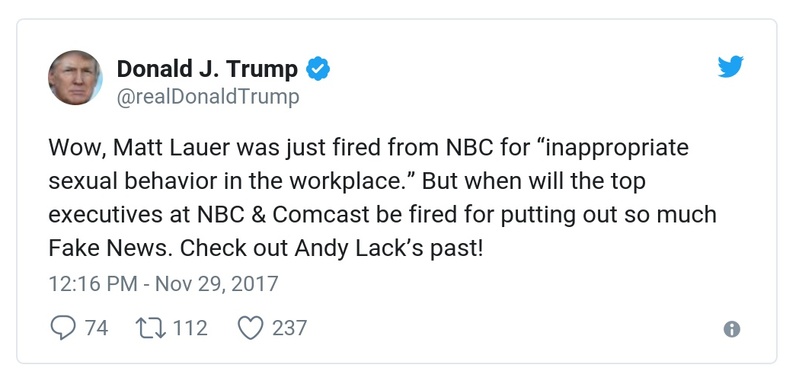 Donald J. Trump
@realDonaldTrump
Wow, Matt Lauer was just fired from NBC for “inappropriate
sexual behavior in the workplace.” But when will the top
executives at NBC & Comcast be fired for putting out so much
Fake News. Check out Andy Lack’s past!
12:16 PM - Nov 29, 2017
74 112 237